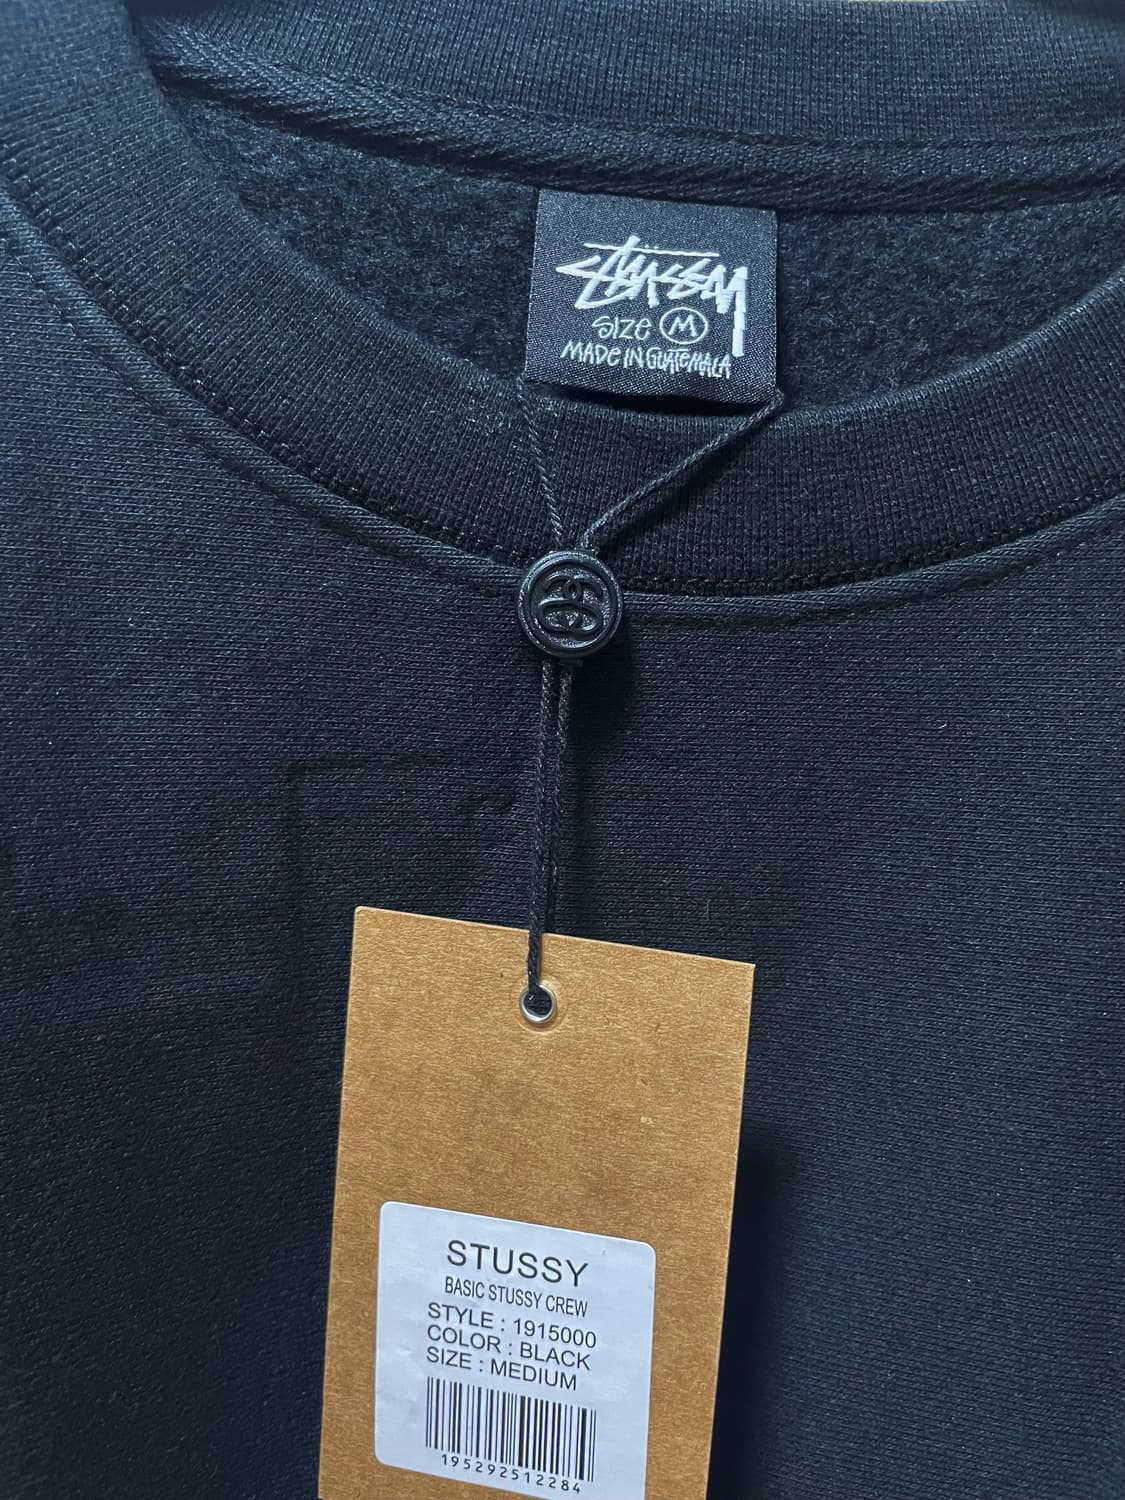 STÜSSY
SIZE M
MADE IN GUATEMALA
STUSSY
BASIC STUSSY CREW
STYLE : 1915000
COLOR : BLACK
SIZE : MEDIUM
195292512284